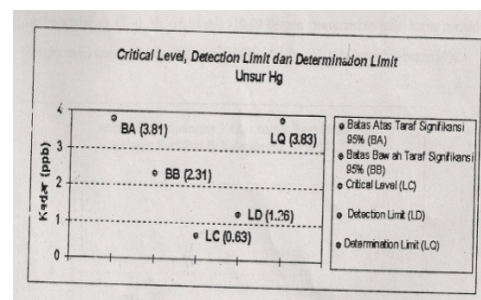 Critical Level, Detection Limit dan Determination Limit
Unsur Hg
Kadar (ppb)
4
3
2
1
0
BA (3.81)
LQ (3.83)
BB (2.31)
LD (1.26)
LC (0.63)
Batas Atas Taraf Signifikansi
95% (BA)
Batas Bawah Taraf Signifikansi
95% (BB)
Critical Level (LC)
Detection Limit (LD)
Determination Limit (LQ)